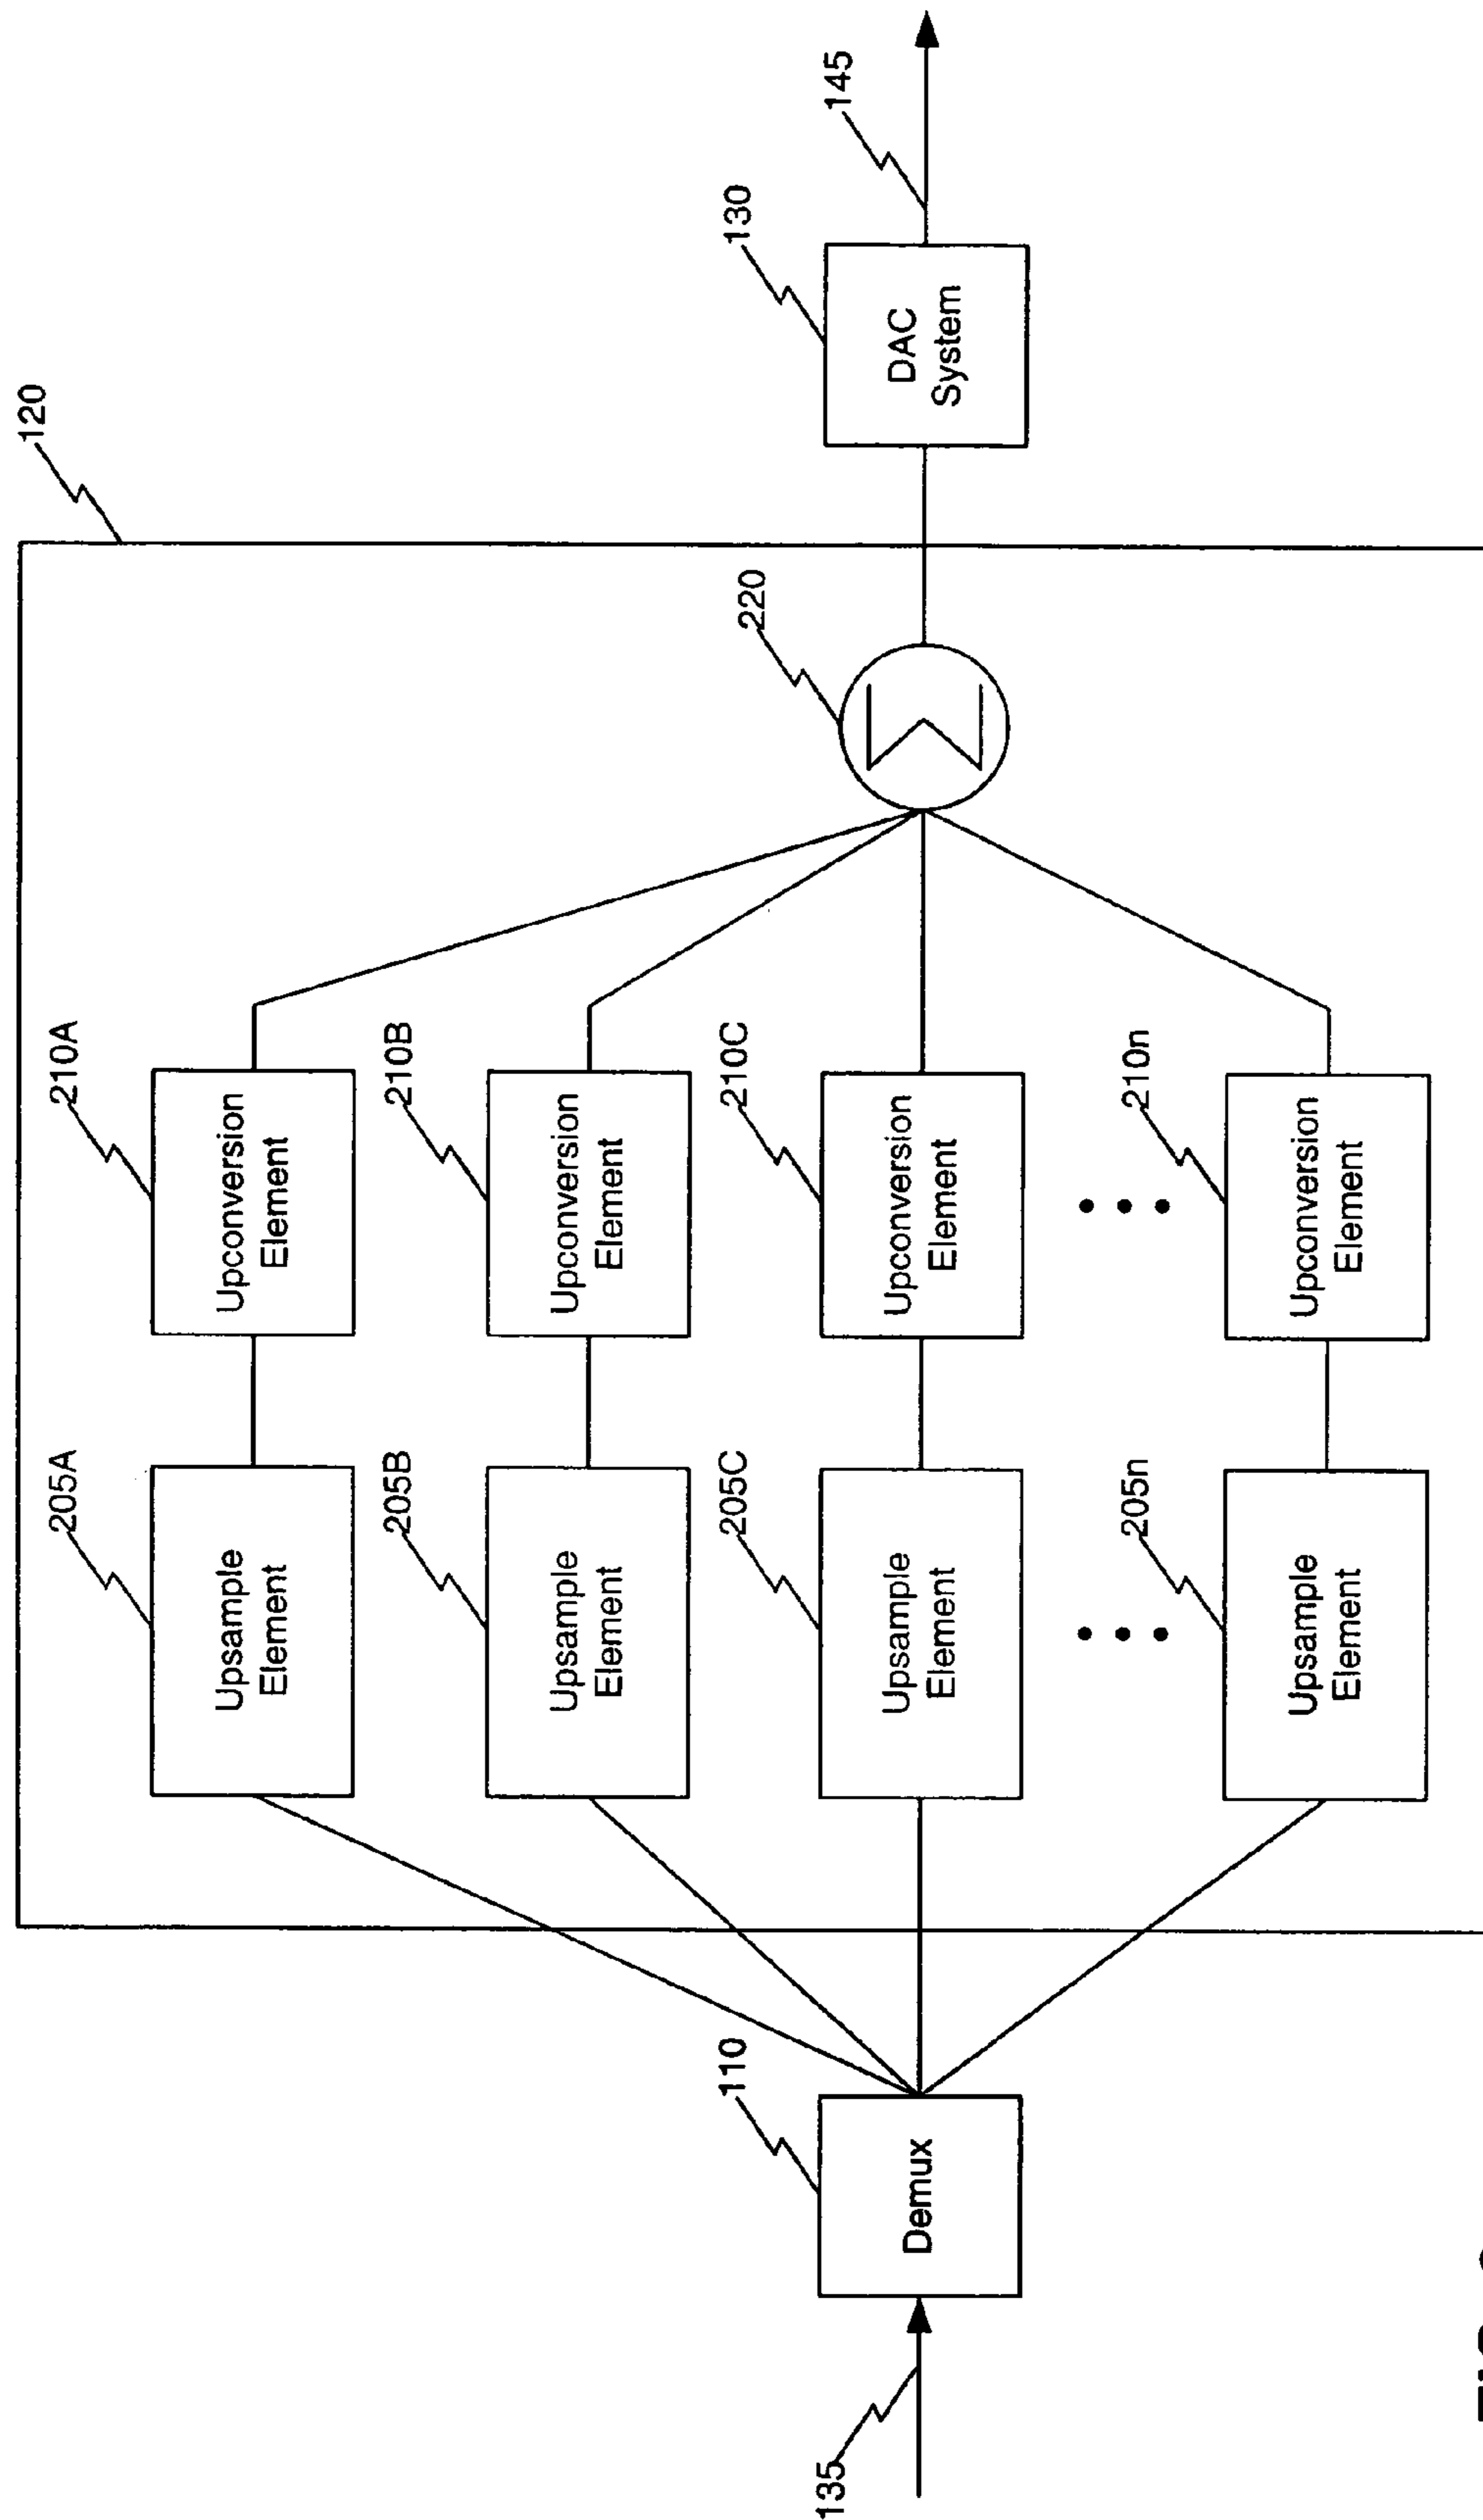 120
205A
210A
Upsample
Element
Upconversion
Element
205B
210B
Upsample
Element
Upconversion
Element
110
205C
210C
220
130
145
135
Demux
Upsample
Element
Upconversion
Element
Σ
DAC
System
205n
210n
Upsample
Element
Upconversion
Element